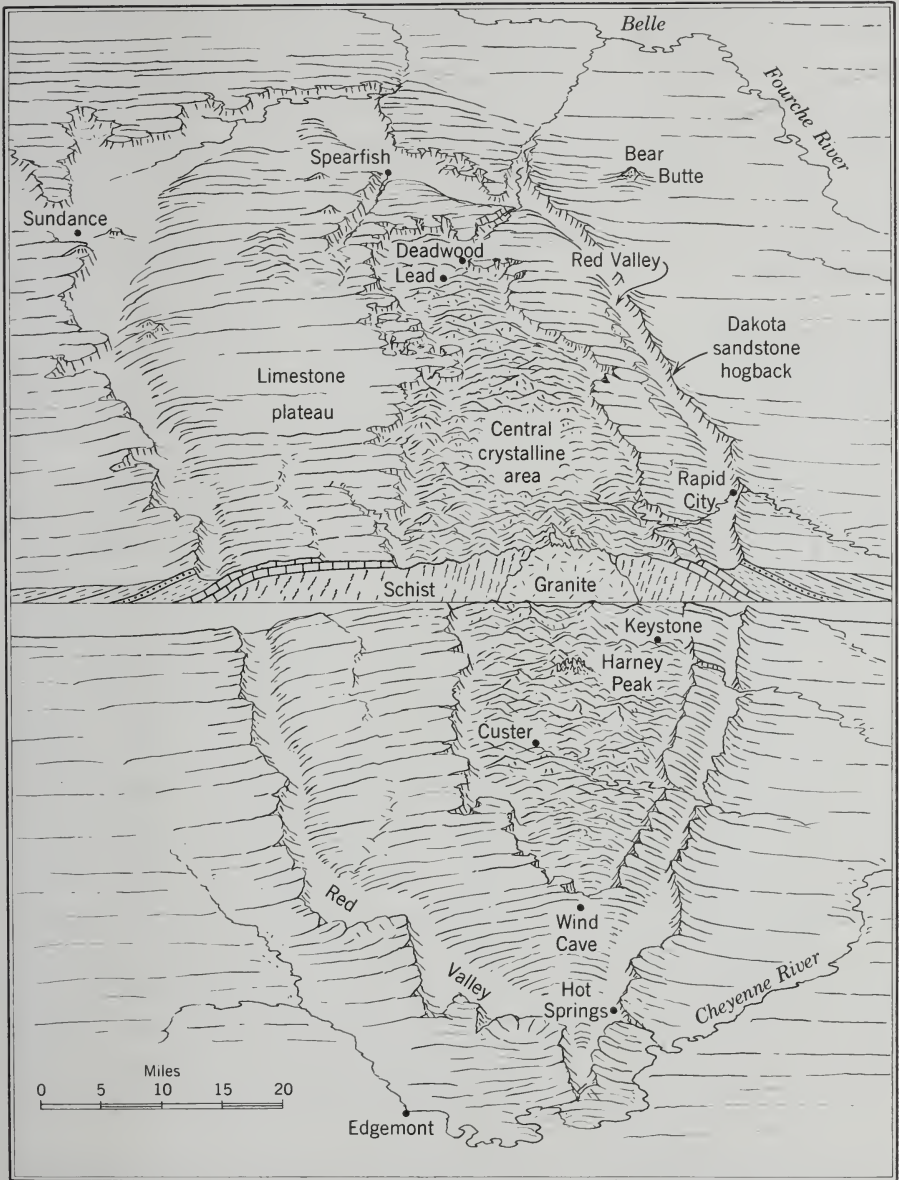 Belle
Fourche River
Spearfish
Bear
Butte
Sundance
Deadwood
Lead
Red Valley
Dakota
sandstone
hogback
Limestone
plateau
Central
crystalline
area
Rapid
City
Schist
Granite
Keystone
Harney
Peak
Custer
Red
Valley
Wind
Cave
Hot
Springs
Cheyenne River
Miles
0 5 10 15 20
Edgemont